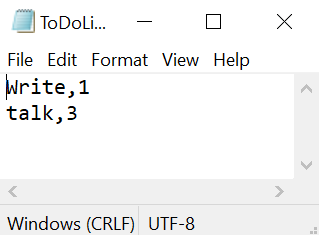 ToDoLi...
File Edit Format View Help
Write,1
talk,3
Windows (CRLF) UTF-8